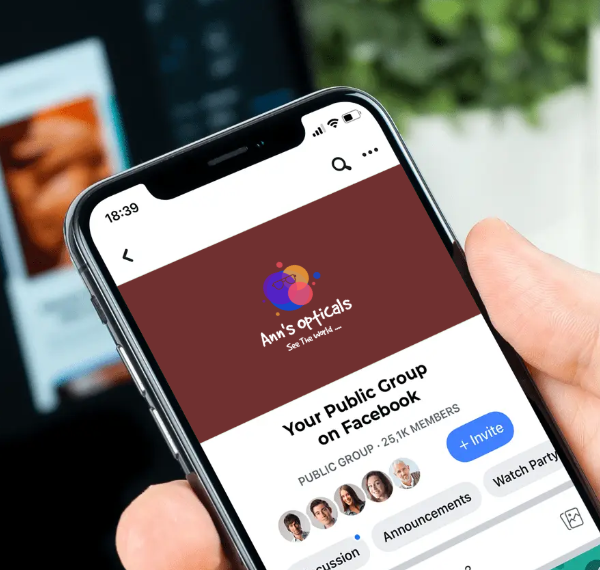 18:39
Ann's opticals
See The World ....
Your Public Group
on Facebook
PUBLIC GROUP · 25,1K MEMBERS
+ Invite
cussion
Announcements
Watch Party